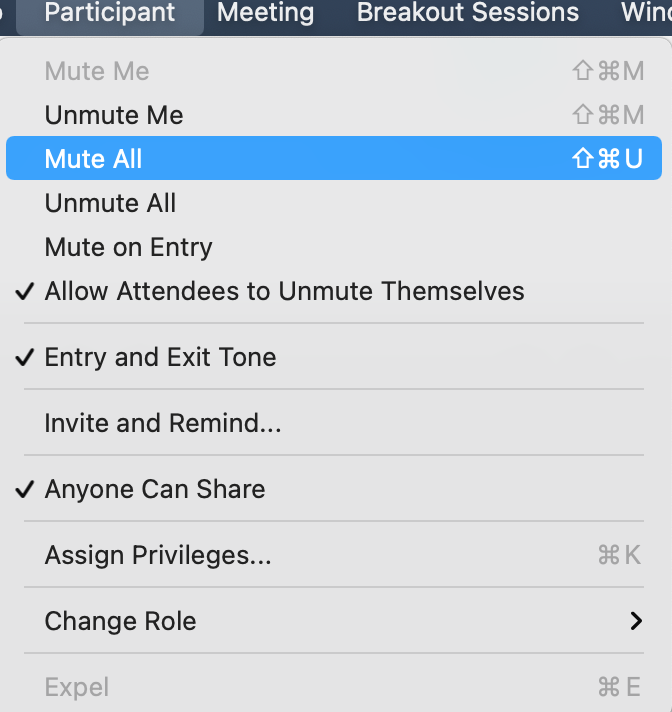 Participant Meeting Breakout Sessions
Mute Me ⇧⌘M
Unmute Me ⇧⌘M
Mute All ⇧⌘U
Unmute All
Mute on Entry
✓ Allow Attendees to Unmute Themselves
✓ Entry and Exit Tone
Invite and Remind...
✓ Anyone Can Share
Assign Privileges... ⌘K
Change Role >
Expel ⌘E